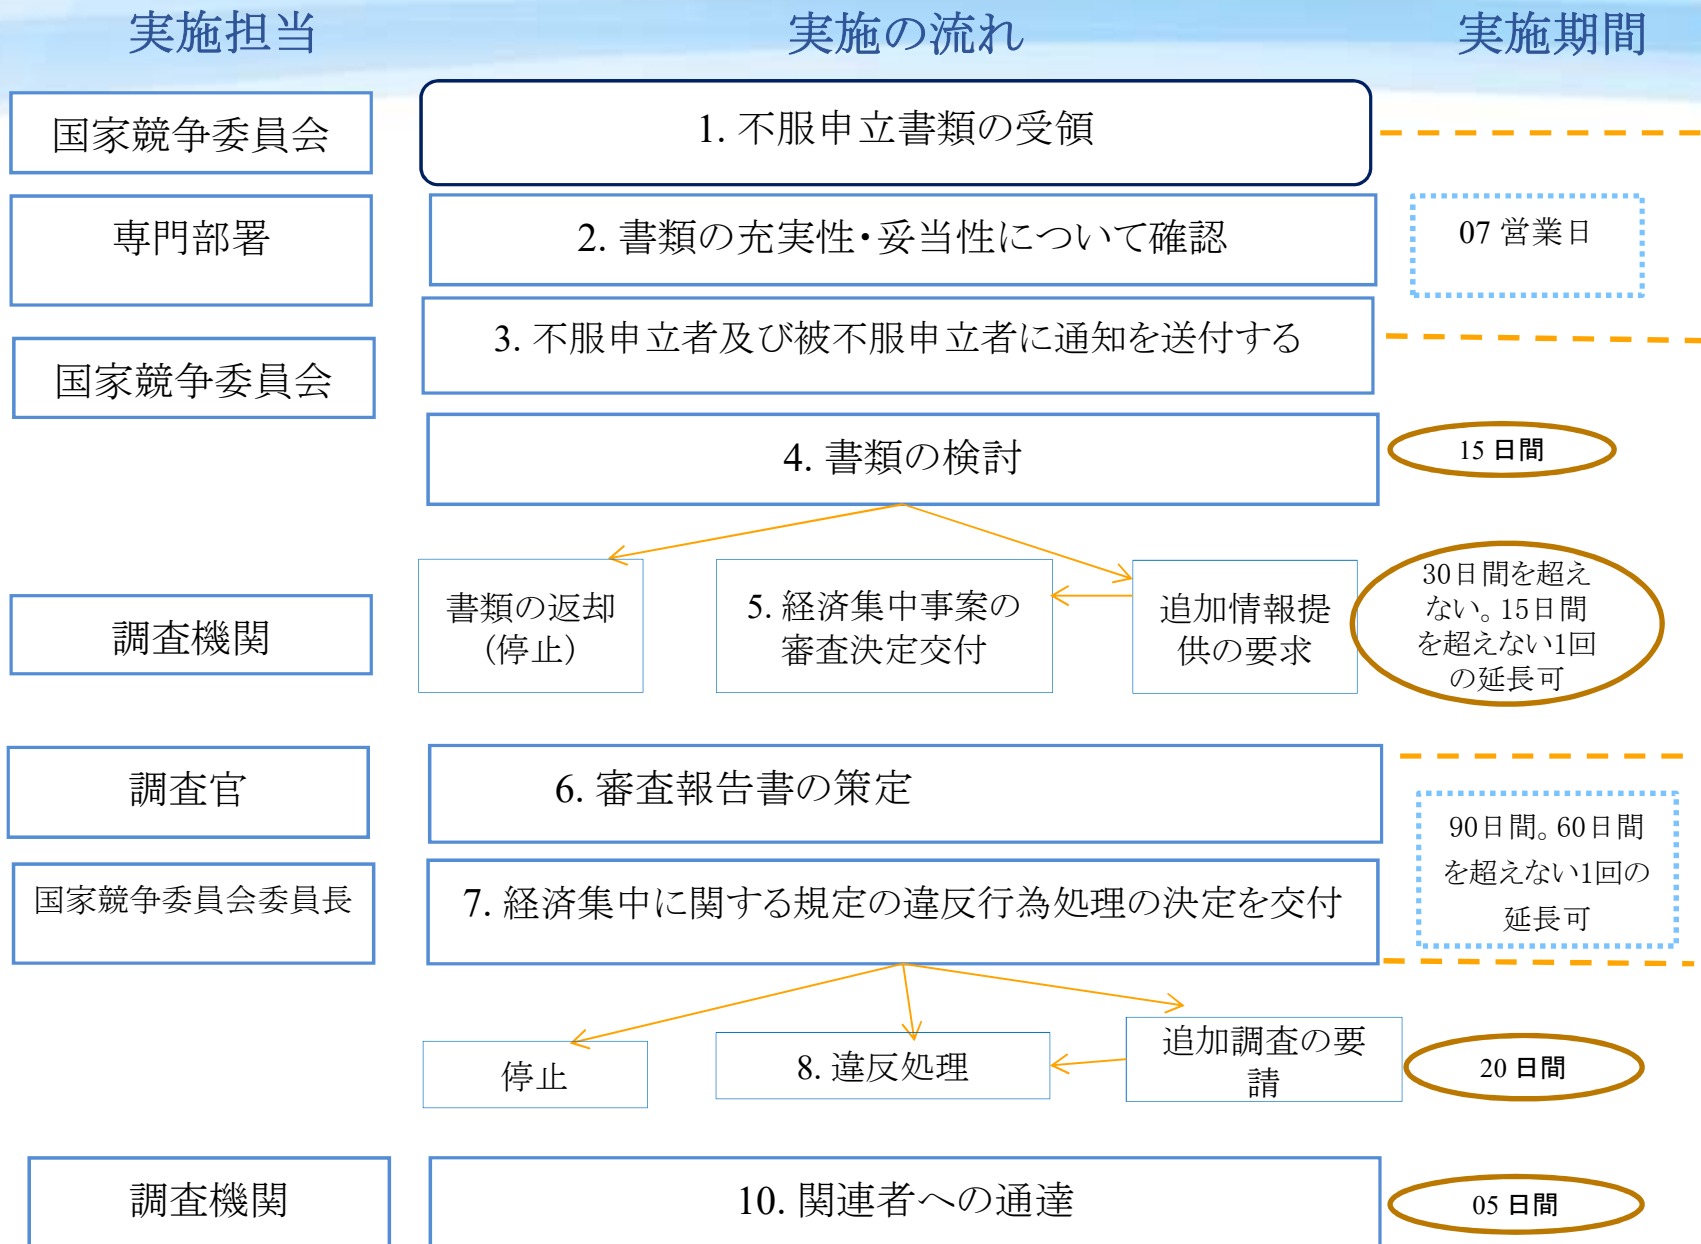 実施担当
実施の流れ
実施期間
国家競争委員会
1. 不服申立書類の受領
専門部署
2. 書類の充実性・妥当性について確認
07 営業日
国家競争委員会
3. 不服申立者及び被不服申立者に通知を送付する
4. 書類の検討
15 日間
調査機関
書類の返却
（停止）
5. 経済集中事案の
審査決定交付
追加情報提
供の要求
30日間を超え
ない。15日間
を超えない1回
の延長可
調査官
6. 審査報告書の策定
国家競争委員会委員長
7. 経済集中に関する規定の違反行為処理の決定を交付
90日間。60日間
を超えない1回の
延長可
停止
8. 違反処理
追加調査の要
請
20 日間
調査機関
10. 関連者への通達
05 日間